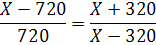 X − 720 / 720 = X + 320 / X − 320